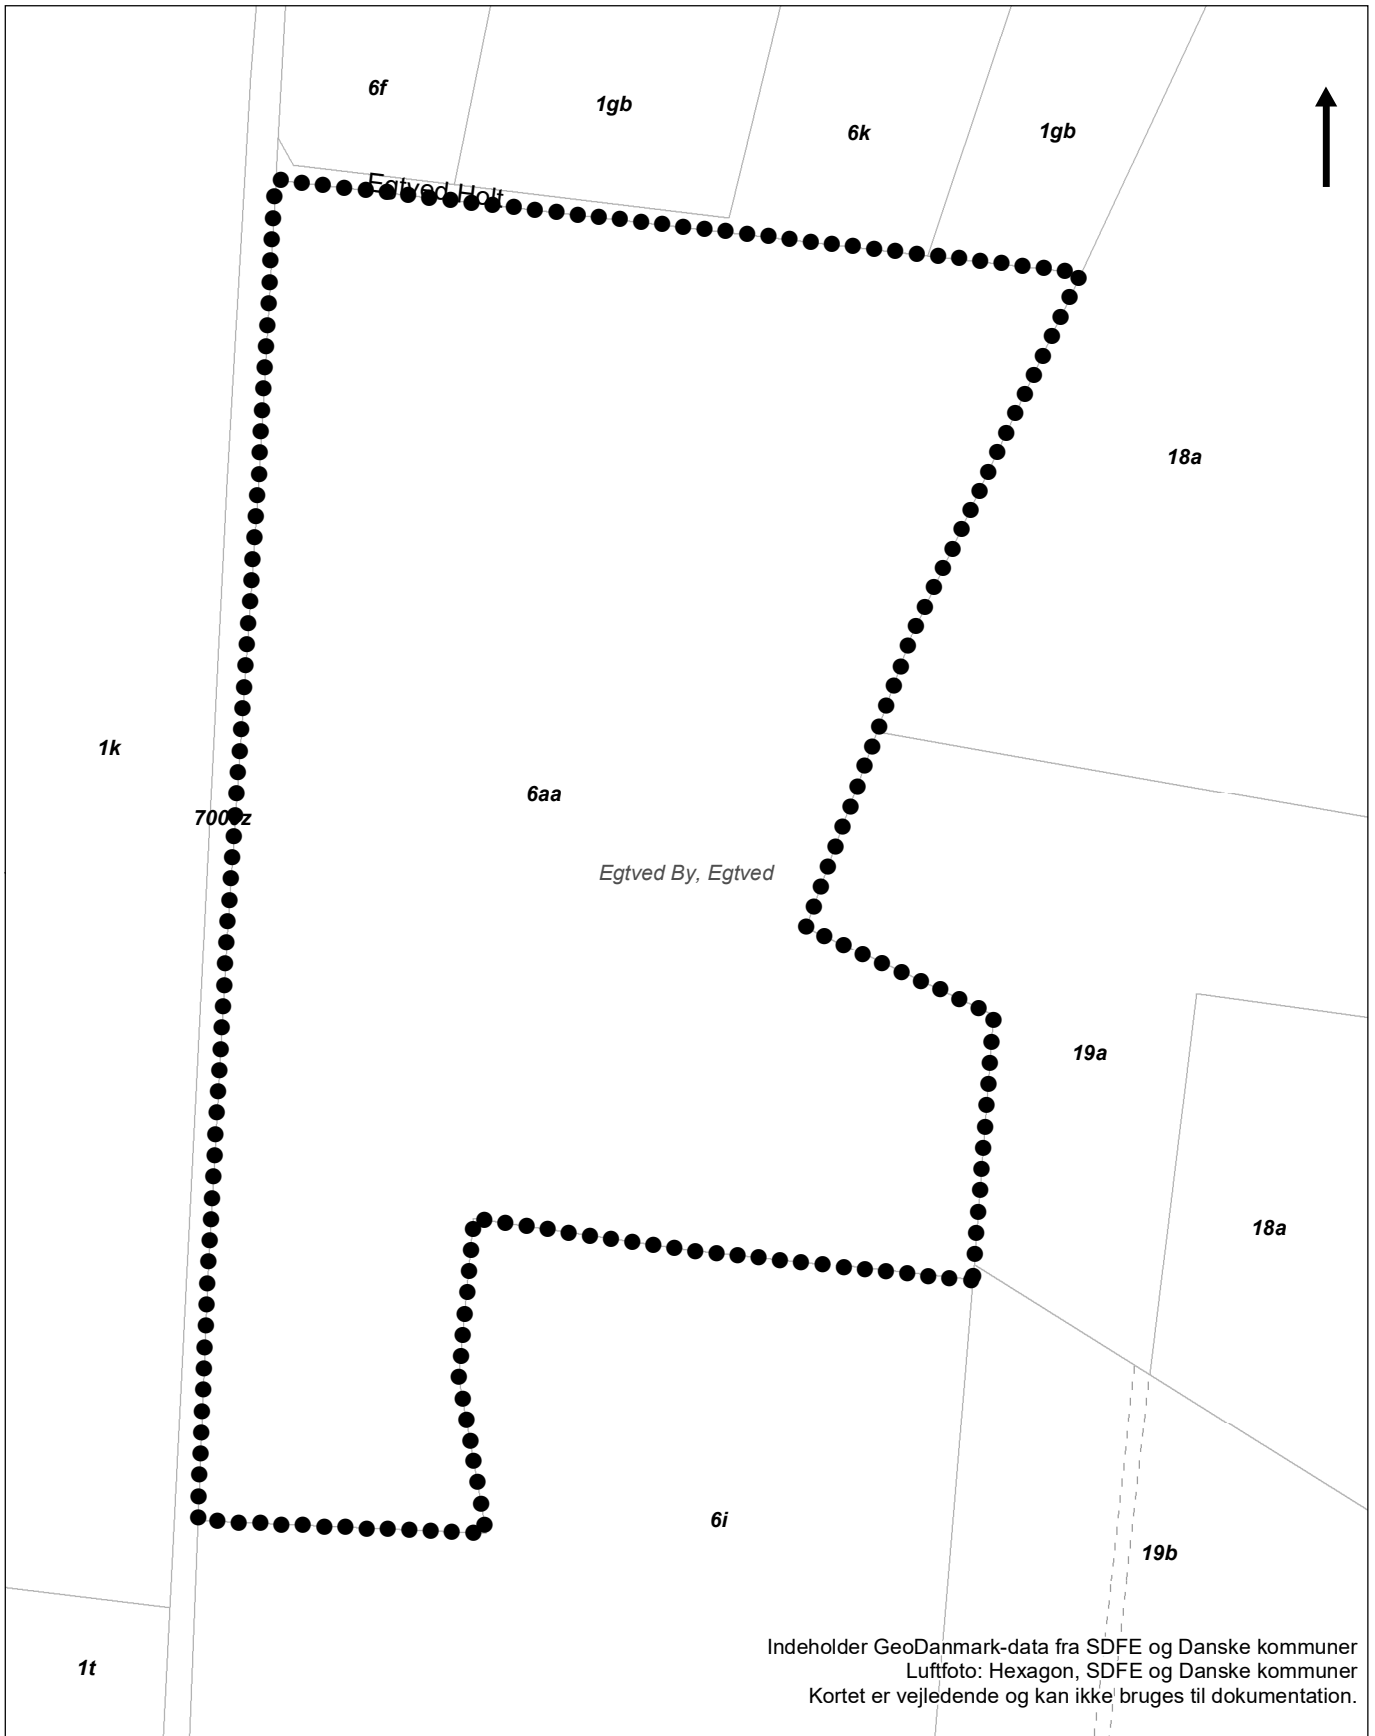 6f
1gb
6k
1gb
Egtved Holt
18a
1k
6aa
Egtved By, Egtved
19a
18a
6i
19b
1t
Indeholder GeoDanmark-data fra SDFE og Danske kommuner
Luftfoto: Hexagon, SDFE og Danske kommuner
Kortet er vejledende og kan ikke bruges til dokumentation.